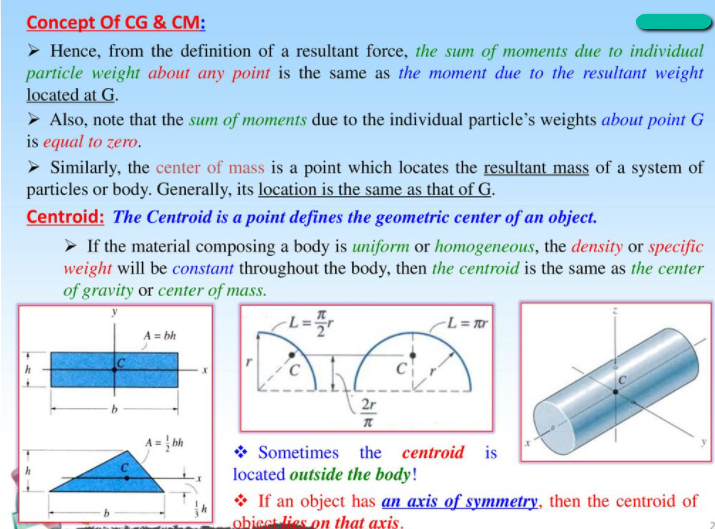 Concept Of CG & CM:
➢ Hence, from the definition of a resultant force, the sum of moments due to individual
particle weight about any point is the same as the moment due to the resultant weight
located at G.
➢ Also, note that the sum of moments due to the individual particle's weights about point G
is equal to zero.
➢ Similarly, the center of mass is a point which locates the resultant mass of a system of
particles or body. Generally, its location is the same as that of G.
Centroid: The Centroid is a point defines the geometric center of an object.
➢ If the material composing a body is uniform or homogeneous, the density or specific
weight will be constant throughout the body, then the centroid is the same as the center
of gravity or center of mass.
y
A = bh
h
C
x
b
A = 1/2 bh
h
C
x
b
1/3 h
L = π/2 r
r
C
L = πr
C
r
2r/π
z
C
x
y
❖ Sometimes the centroid is
located outside the body!
❖ If an object has an axis of symmetry, then the centroid of
object lies on that axis.